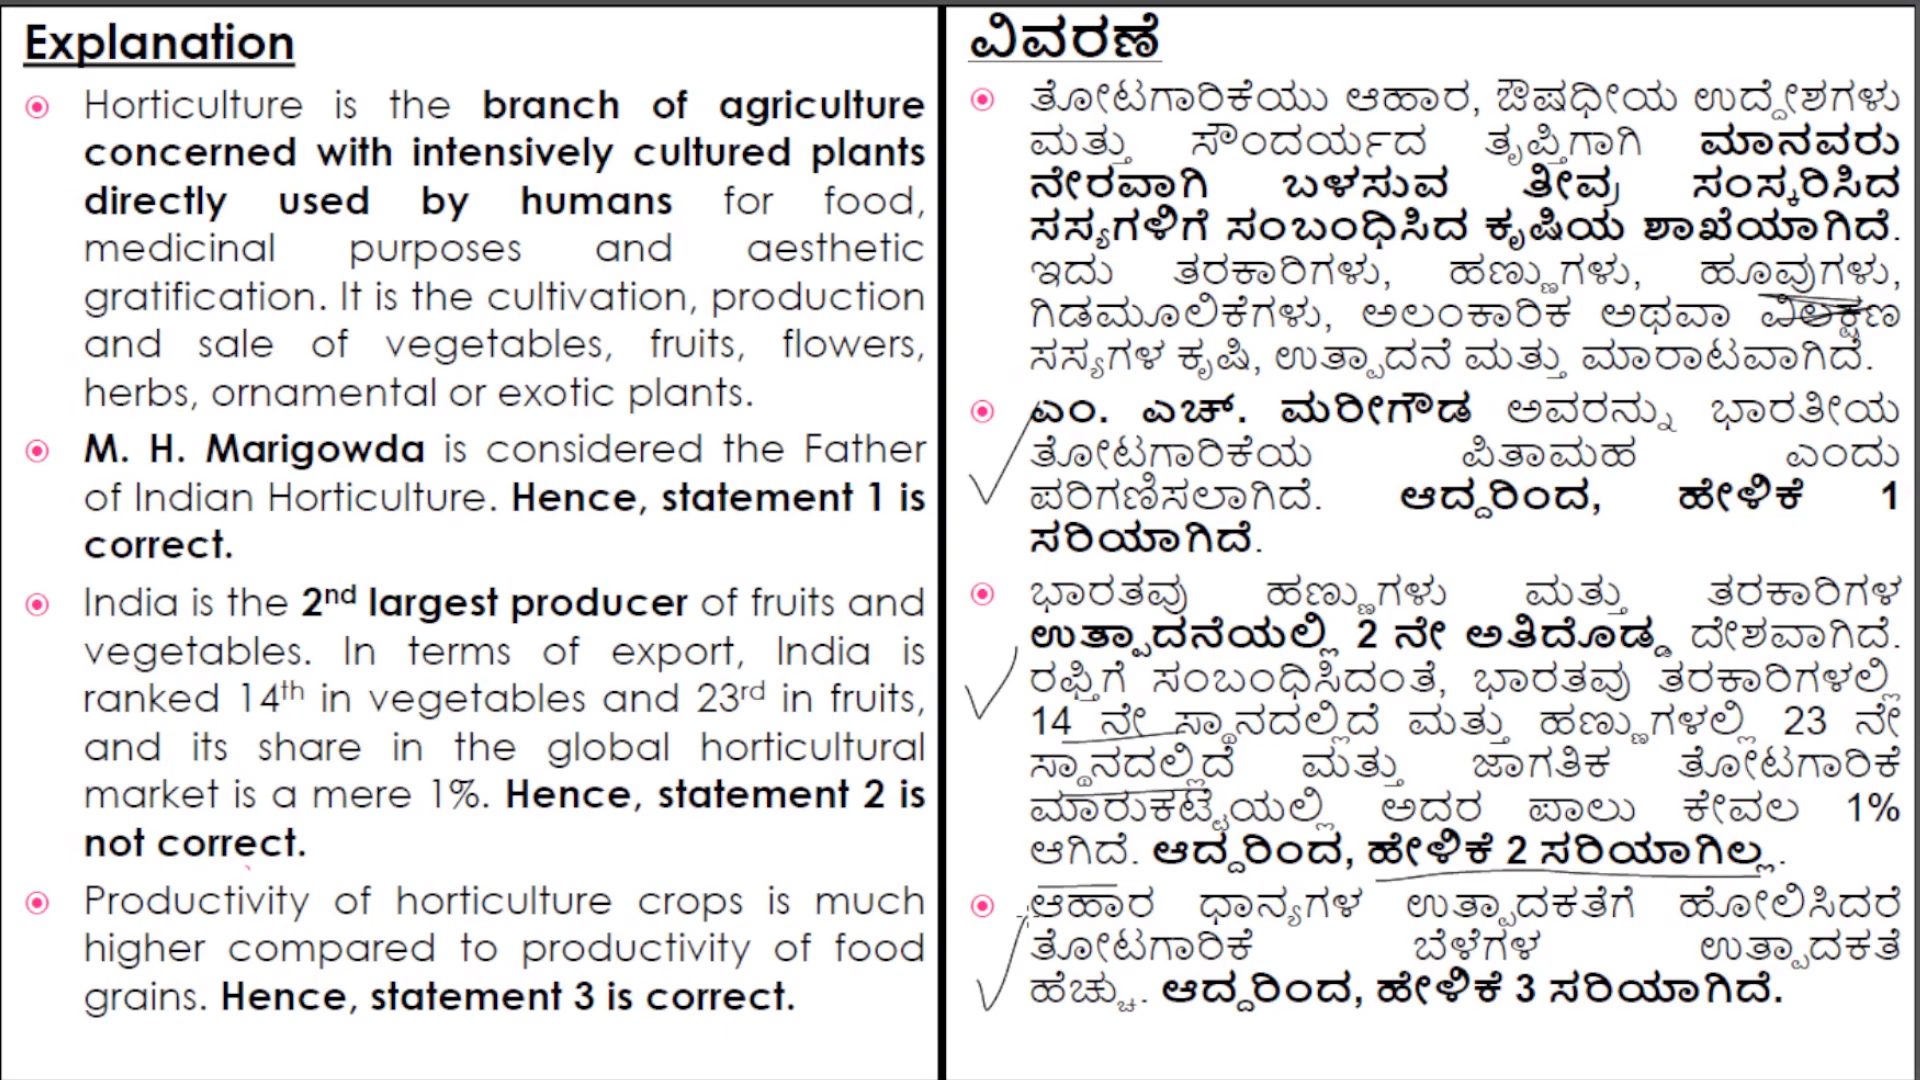 Explanation
Horticulture is the branch of agriculture
concerned with intensively cultured plants
directly used by humans for food,
medicinal purposes and aesthetic
gratification. It is the cultivation, production
and sale of vegetables, fruits, flowers,
herbs, ornamental or exotic plants.
M. H. Marigowda is considered the Father
of Indian Horticulture. Hence, statement 1 is
correct.
India is the 2nd largest producer of fruits and
vegetables. In terms of export, India is
ranked 14th in vegetables and 23rd in fruits,
and its share in the global horticultural
market is a mere 1%. Hence, statement 2 is
not correct.
Productivity of horticulture crops is much
higher compared to productivity of food
grains. Hence, statement 3 is correct.
ವಿವರಣೆ
ತೋಟಗಾರಿಕೆಯು ಆಹಾರ, ಔಷಧೀಯ ಉದ್ದೇಶಗಳು
ಮತ್ತು ಸೌಂದರ್ಯದ ತೃಪ್ತಿಗಾಗಿ ಮಾನವರು
ನೇರವಾಗಿ ಬಳಸುವ ತೀವ್ರ ಸಂಸ್ಕರಿಸಿದ
ಸಸ್ಯಗಳಿಗೆ ಸಂಬಂಧಿಸಿದ ಕೃಷಿಯ ಶಾಖೆಯಾಗಿದೆ.
ಇದು ತರಕಾರಿಗಳು, ಹಣ್ಣುಗಳು, ಹೂವುಗಳು,
ಗಿಡಮೂಲಿಕೆಗಳು, ಅಲಂಕಾರಿಕ ಅಥವಾ ವಿಲಕ್ಷಣ
ಸಸ್ಯಗಳ ಕೃಷಿ, ಉತ್ಪಾದನೆ ಮತ್ತು ಮಾರಾಟವಾಗಿದೆ.
ಎಂ. ಎಚ್. ಮರೀಗೌಡ ಅವರನ್ನು ಭಾರತೀಯ
ತೋಟಗಾರಿಕೆಯ ಪಿತಾಮಹ ಎಂದು
ಪರಿಗಣಿಸಲಾಗಿದೆ. ಆದ್ದರಿಂದ, ಹೇಳಿಕೆ 1
ಸರಿಯಾಗಿದೆ.
ಭಾರತವು ಹಣ್ಣುಗಳು ಮತ್ತು ತರಕಾರಿಗಳ
ಉತ್ಪಾದನೆಯಲ್ಲಿ 2 ನೇ ಅತಿದೊಡ್ಡ ದೇಶವಾಗಿದೆ.
ರಫ್ತಿಗೆ ಸಂಬಂಧಿಸಿದಂತೆ, ಭಾರತವು ತರಕಾರಿಗಳಲ್ಲಿ
14 ನೇ ಸ್ಥಾನದಲ್ಲಿದೆ ಮತ್ತು ಹಣ್ಣುಗಳಲ್ಲಿ 23 ನೇ
ಸ್ಥಾನದಲ್ಲಿದೆ ಮತ್ತು ಜಾಗತಿಕ ತೋಟಗಾರಿಕೆ
ಮಾರುಕಟ್ಟೆಯಲ್ಲಿ ಅದರ ಪಾಲು ಕೇವಲ 1%
ಆಗಿದೆ. ಆದ್ದರಿಂದ, ಹೇಳಿಕೆ 2 ಸರಿಯಾಗಿಲ್ಲ.
ಆಹಾರ ಧಾನ್ಯಗಳ ಉತ್ಪಾದಕತೆಗೆ ಹೋಲಿಸಿದರೆ
ತೋಟಗಾರಿಕೆ ಬೆಳೆಗಳ ಉತ್ಪಾದಕತೆ
ಹೆಚ್ಚು. ಆದ್ದರಿಂದ, ಹೇಳಿಕೆ 3 ಸರಿಯಾಗಿದೆ.